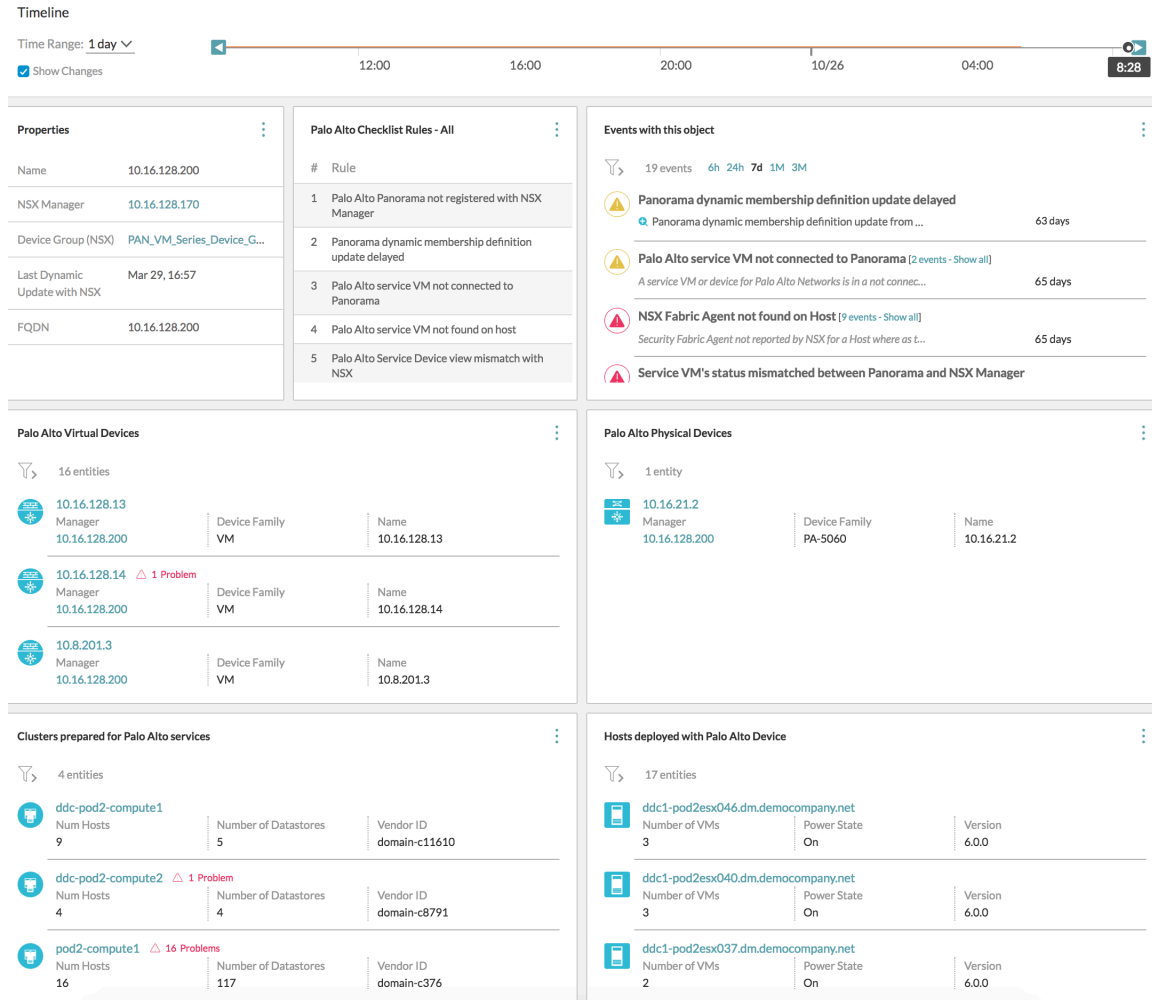 Timeline
Time Range: 1 day
Show Changes
12:00 16:00 20:00 10/26 04:00 8:28
Properties
Name 10.16.128.200
NSX Manager 10.16.128.170
Device Group (NSX) PAN_VM_Series_Device_G...
Last Dynamic
Update with NSX
Mar 29, 16:57
FQDN 10.16.128.200
Palo Alto Checklist Rules - All
# Rule
1 Palo Alto Panorama not registered with NSX
Manager
2 Panorama dynamic membership definition
update delayed
3 Palo Alto service VM not connected to
Panorama
4 Palo Alto service VM not found on host
5 Palo Alto Service Device view mismatch with
NSX
Events with this object
19 events 6h 24h 7d 1M 3M
Panorama dynamic membership definition update delayed
Panorama dynamic membership definition update from ... 63 days
Palo Alto service VM not connected to Panorama [2 events - Show all]
A service VM or device for Palo Alto Networks is in a not connec... 65 days
NSX Fabric Agent not found on Host [9 events - Show all]
Security Fabric Agent not reported by NSX for a Host where as t... 65 days
Service VM's status mismatched between Panorama and NSX Manager
Palo Alto Virtual Devices
16 entities
10.16.128.13
Manager Device Family Name
10.16.128.200 VM 10.16.128.13
10.16.128.14 1 Problem
Manager Device Family Name
10.16.128.200 VM 10.16.128.14
10.8.201.3
Manager Device Family Name
10.16.128.200 VM 10.8.201.3
Palo Alto Physical Devices
1 entity
10.16.21.2
Manager Device Family Name
10.16.128.200 PA-5060 10.16.21.2
Clusters prepared for Palo Alto services
4 entities
ddc-pod2-compute1
Num Hosts Number of Datastores Vendor ID
9 5 domain-c11610
ddc-pod2-compute2 1 Problem
Num Hosts Number of Datastores Vendor ID
4 4 domain-c8791
pod2-compute1 16 Problems
Num Hosts Number of Datastores Vendor ID
16 117 domain-c376
Hosts deployed with Palo Alto Device
17 entities
ddc1-pod2esx046.dm.democompany.net
Number of VMs Power State Version
3 On 6.0.0
ddc1-pod2esx040.dm.democompany.net
Number of VMs Power State Version
3 On 6.0.0
ddc1-pod2esx037.dm.democompany.net
Number of VMs Power State Version
2 On 6.0.0